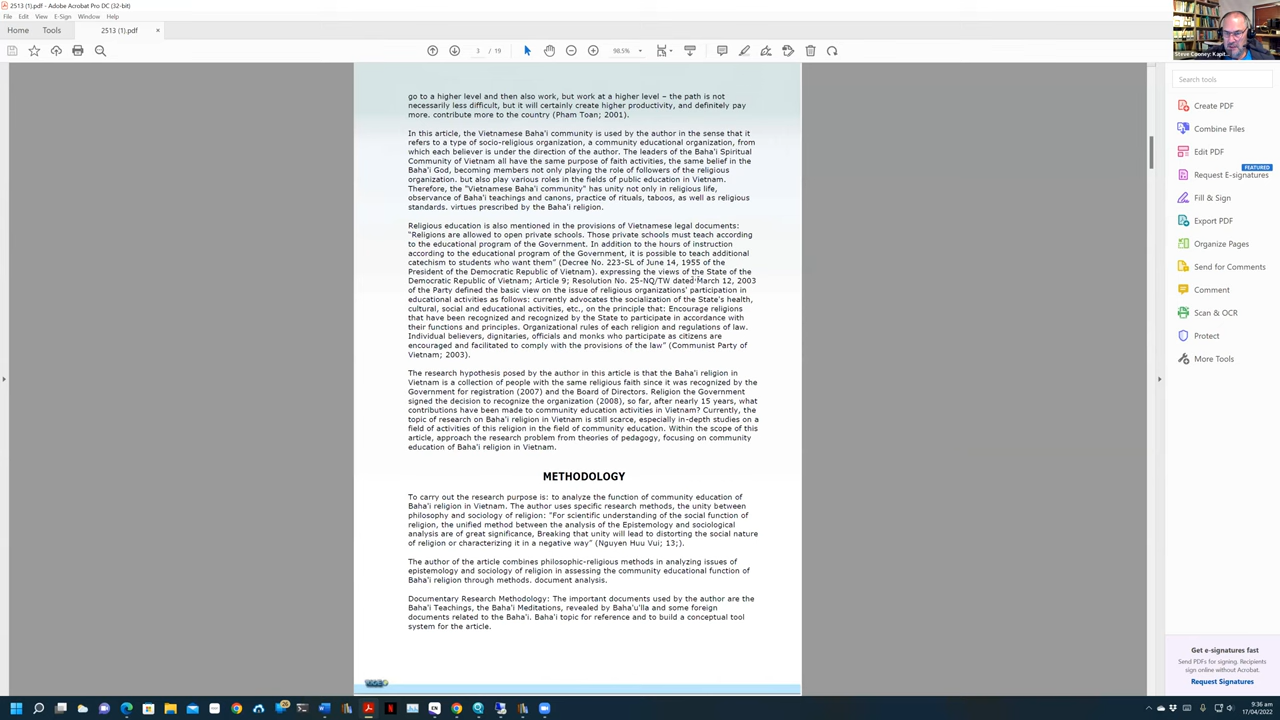 2513 (1).pdf - Adobe Acrobat Pro DC (32-bit)
File Edit View E-Sign Window Help
Home Tools 2513 (1).pdf ×
3 / 19 98.5%
Steve Cooney: Kapit...
go to a higher level and then also work, but work at a higher level – the path is not
necessarily less difficult, but it will certainly create higher productivity, and definitely pay
more. contribute more to the country (Pham Toan; 2001).
In this article, the Vietnamese Baha'i community is used by the author in the sense that it
refers to a type of socio-religious organization, a community educational organization, from
which each believer is under the direction of the author. The leaders of the Baha'i Spiritual
Community of Vietnam all have the same purpose of faith activities, the same belief in the
Baha'i God, becoming members not only playing the role of followers of the religious
organization. but also play various roles in the fields of public education in Vietnam.
Therefore, the "Vietnamese Baha'i community" has unity not only in religious life,
observance of Baha'i teachings and canons, practice of rituals, taboos, as well as religious
standards. virtues prescribed by the Baha'i religion.
Religious education is also mentioned in the provisions of Vietnamese legal documents:
"Religions are allowed to open private schools. Those private schools must teach according
to the educational program of the Government. In addition to the hours of instruction
according to the educational program of the Government, it is possible to teach additional
catechism to students who want them" (Decree No. 223-SL of June 14, 1955 of the
President of the Democratic Republic of Vietnam). expressing the views of the State of the
Democratic Republic of Vietnam; Article 9; Resolution No. 25-NQ/TW dated March 12, 2003
of the Party defined the basic view on the issue of religious organizations' participation in
educational activities as follows: currently advocates the socialization of the State's health,
cultural, social and educational activities, etc., on the principle that: Encourage religions
that have been recognized and recognized by the State to participate in accordance with
their functions and principles. Organizational rules of each religion and regulations of law.
Individual believers, dignitaries, officials and monks who participate as citizens are
encouraged and facilitated to comply with the provisions of the law" (Communist Party of
Vietnam; 2003).
The research hypothesis posed by the author in this article is that the Baha'i religion in
Vietnam is a collection of people with the same religious faith since it was recognized by the
Government for registration (2007) and the Board of Directors. Religion the Government
signed the decision to recognize the organization (2008), so far, after nearly 15 years, what
contributions have been made to community education activities in Vietnam? Currently, the
topic of research on Baha'i religion in Vietnam is still scarce, especially in-depth studies on a
field of activities of this religion in the field of community education. Within the scope of this
article, approach the research problem from theories of pedagogy, focusing on community
education of Baha'i religion in Vietnam.
METHODOLOGY
To carry out the research purpose is: to analyze the function of community education of
Baha'i religion in Vietnam. The author uses specific research methods, the unity between
philosophy and sociology of religion: "For scientific understanding of the social function of
religion, the unified method between the analysis of the Epistemology and sociological
analysis are of great significance, Breaking that unity will lead to distorting the social nature
of religion or characterizing it in a negative way" (Nguyen Huu Vui; 13;).
The author of the article combines philosophic-religious methods in analyzing issues of
epistemology and sociology of religion in assessing the community educational function of
Baha'i religion through methods. document analysis.
Documentary Research Methodology: The important documents used by the author are the
Baha'i Teachings, the Baha'i Meditations, revealed by Baha'u'lla and some foreign
documents related to the Baha'i. Baha'i topic for reference and to build a conceptual tool
system for the article.
Search tools
Create PDF
Combine Files
Edit PDF
FEATURED
Request E-signatures
Fill & Sign
Export PDF
Organize Pages
Send for Comments
Comment
Scan & OCR
Protect
More Tools
Get e-signatures fast
Send PDFs for signing. Recipients
sign online without Acrobat.
Request Signatures
9:36 am
17/04/2022